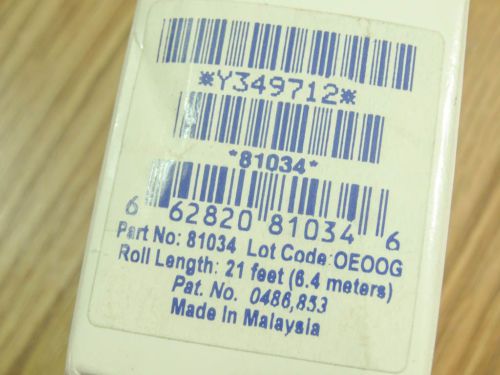 *Y349712*
*81034*
6 62820 81034 6
Part No: 81034 Lot Code: OEOOG
Roll Length: 21 feet (6.4 meters)
Pat. No. 0486,853
Made In Malaysia